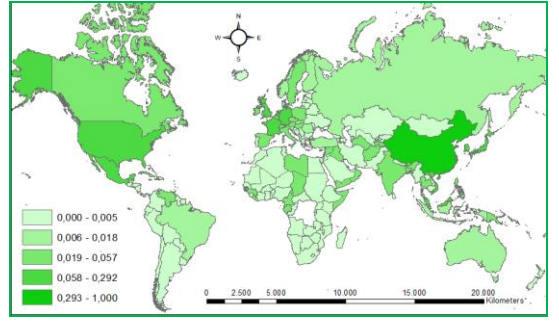 N
W E
S
0,000 - 0,005
0,006 - 0,018
0,019 - 0,057
0,058 - 0,292
0,293 - 1,000
0 2.500 5.000 10.000 15.000 20.000
Kilometers